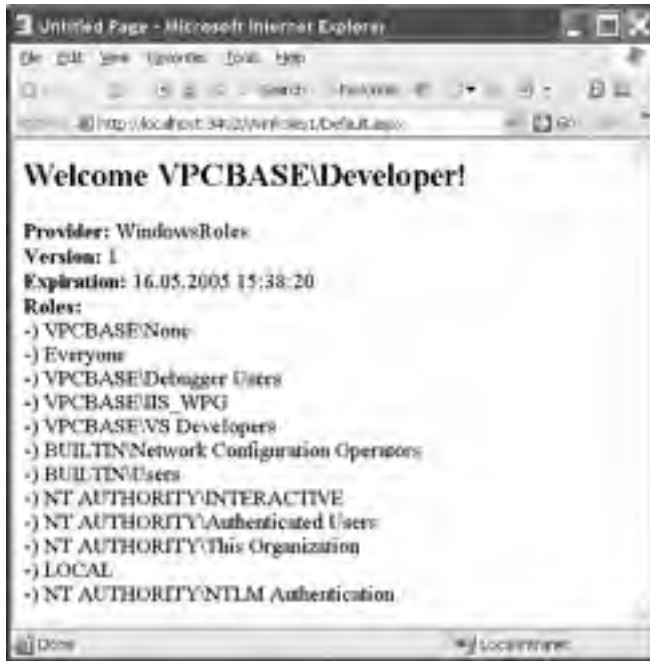 Untitled Page - Microsoft Internet Explorer
File Edit View Favorites Tools Help
Search Favorites
Go
Welcome VPCBASE\Developer!
Provider: WindowsRoles
Version: 1
Expiration: 16.05.2005 15:38:20
Roles:
-) VPCBASE\None
-) Everyone
-) VPCBASE\Debugger Users
-) VPCBASE\IIS_WPG
-) VPCBASE\VS Developers
-) BUILTIN\Network Configuration Operators
-) BUILTIN\Users
-) NT AUTHORITY\INTERACTIVE
-) NT AUTHORITY\Authenticated Users
-) NT AUTHORITY\This Organization
-) LOCAL
-) NT AUTHORITY\NTLM Authentication
Done Local intranet